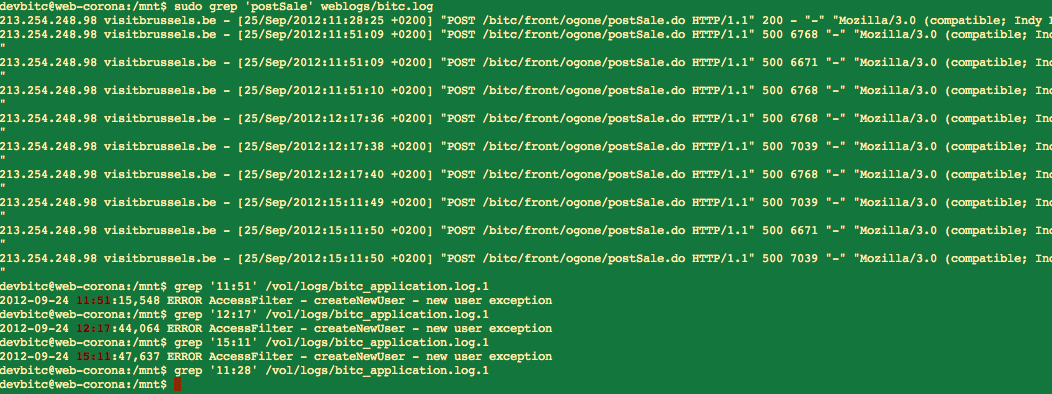 devbitc@web-corona:/mnt$ sudo grep 'postSale' weblogs/bitc.log
213.254.248.98 visitbrussels.be - [25/Sep/2012:11:28:25 +0200] "POST /bitc/front/ogone/postSale.do HTTP/1.1" 200 - "-" "Mozilla/3.0 (compatible; Indy
213.254.248.98 visitbrussels.be - [25/Sep/2012:11:51:09 +0200] "POST /bitc/front/ogone/postSale.do HTTP/1.1" 500 6768 "-" "Mozilla/3.0 (compatible; Ind
"
213.254.248.98 visitbrussels.be - [25/Sep/2012:11:51:09 +0200] "POST /bitc/front/ogone/postSale.do HTTP/1.1" 500 6671 "-" "Mozilla/3.0 (compatible; Ind
"
213.254.248.98 visitbrussels.be - [25/Sep/2012:11:51:10 +0200] "POST /bitc/front/ogone/postSale.do HTTP/1.1" 500 6768 "-" "Mozilla/3.0 (compatible; Ind
"
213.254.248.98 visitbrussels.be - [25/Sep/2012:12:17:36 +0200] "POST /bitc/front/ogone/postSale.do HTTP/1.1" 500 6768 "-" "Mozilla/3.0 (compatible; Ind
"
213.254.248.98 visitbrussels.be - [25/Sep/2012:12:17:38 +0200] "POST /bitc/front/ogone/postSale.do HTTP/1.1" 500 7039 "-" "Mozilla/3.0 (compatible; Ind
"
213.254.248.98 visitbrussels.be - [25/Sep/2012:12:17:40 +0200] "POST /bitc/front/ogone/postSale.do HTTP/1.1" 500 6768 "-" "Mozilla/3.0 (compatible; Ind
"
213.254.248.98 visitbrussels.be - [25/Sep/2012:15:11:49 +0200] "POST /bitc/front/ogone/postSale.do HTTP/1.1" 500 7039 "-" "Mozilla/3.0 (compatible; Ind
"
213.254.248.98 visitbrussels.be - [25/Sep/2012:15:11:50 +0200] "POST /bitc/front/ogone/postSale.do HTTP/1.1" 500 6671 "-" "Mozilla/3.0 (compatible; Ind
"
213.254.248.98 visitbrussels.be - [25/Sep/2012:15:11:50 +0200] "POST /bitc/front/ogone/postSale.do HTTP/1.1" 500 7039 "-" "Mozilla/3.0 (compatible; Ind
"
devbitc@web-corona:/mnt$ grep '11:51' /vol/logs/bitc_application.log.1
2012-09-24 11:51:15,548 ERROR AccessFilter - createNewUser - new user exception
devbitc@web-corona:/mnt$ grep '12:17' /vol/logs/bitc_application.log.1
2012-09-24 12:17:44,064 ERROR AccessFilter - createNewUser - new user exception
devbitc@web-corona:/mnt$ grep '15:11' /vol/logs/bitc_application.log.1
2012-09-24 15:11:47,637 ERROR AccessFilter - createNewUser - new user exception
devbitc@web-corona:/mnt$ grep '11:28' /vol/logs/bitc_application.log.1
devbitc@web-corona:/mnt$